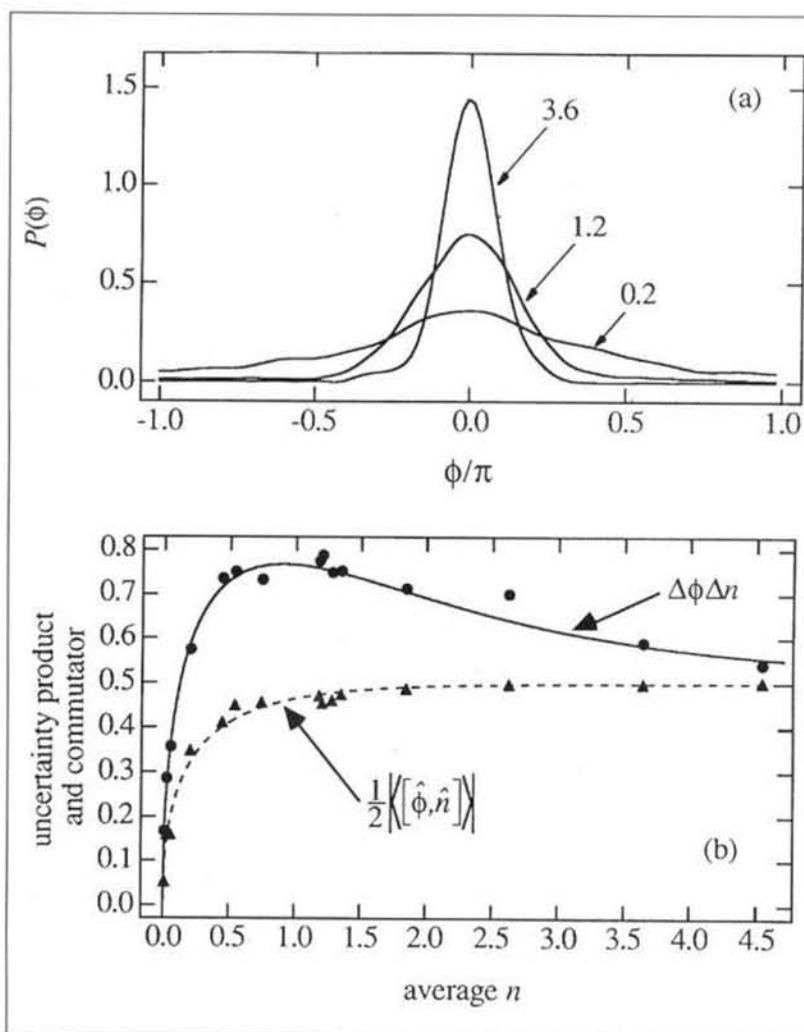 (a)
1.5
1.0
0.5
0.0
P(ϕ)
3.6
1.2
0.2
-1.0 -0.5 0.0 0.5 1.0
ϕ/π
0.8
0.7
0.6
0.5
0.4
0.3
0.2
0.1
0.0
uncertainty product
and commutator
ΔϕΔn
1/2|⟨[ϕ̂,n̂]⟩|
(b)
0.0 0.5 1.0 1.5 2.0 2.5 3.0 3.5 4.0 4.5
average n